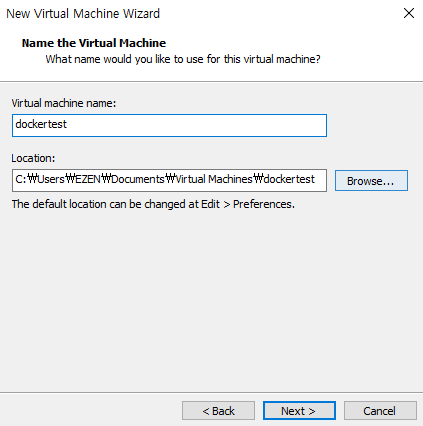 New Virtual Machine Wizard
Name the Virtual Machine
What name would you like to use for this virtual machine?
Virtual machine name:
dockertest
Location:
C:₩Users₩EZEN₩Documents₩Virtual Machines₩dockertest
Browse...
The default location can be changed at Edit > Preferences.
< Back
Next >
Cancel